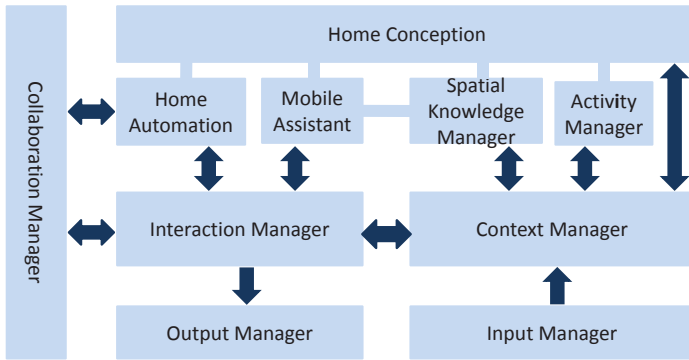 Collaboration Manager
Home Conception
Home
Automation
Mobile
Assistant
Spatial
Knowledge
Manager
Activity
Manager
Interaction Manager
Context Manager
Output Manager
Input Manager